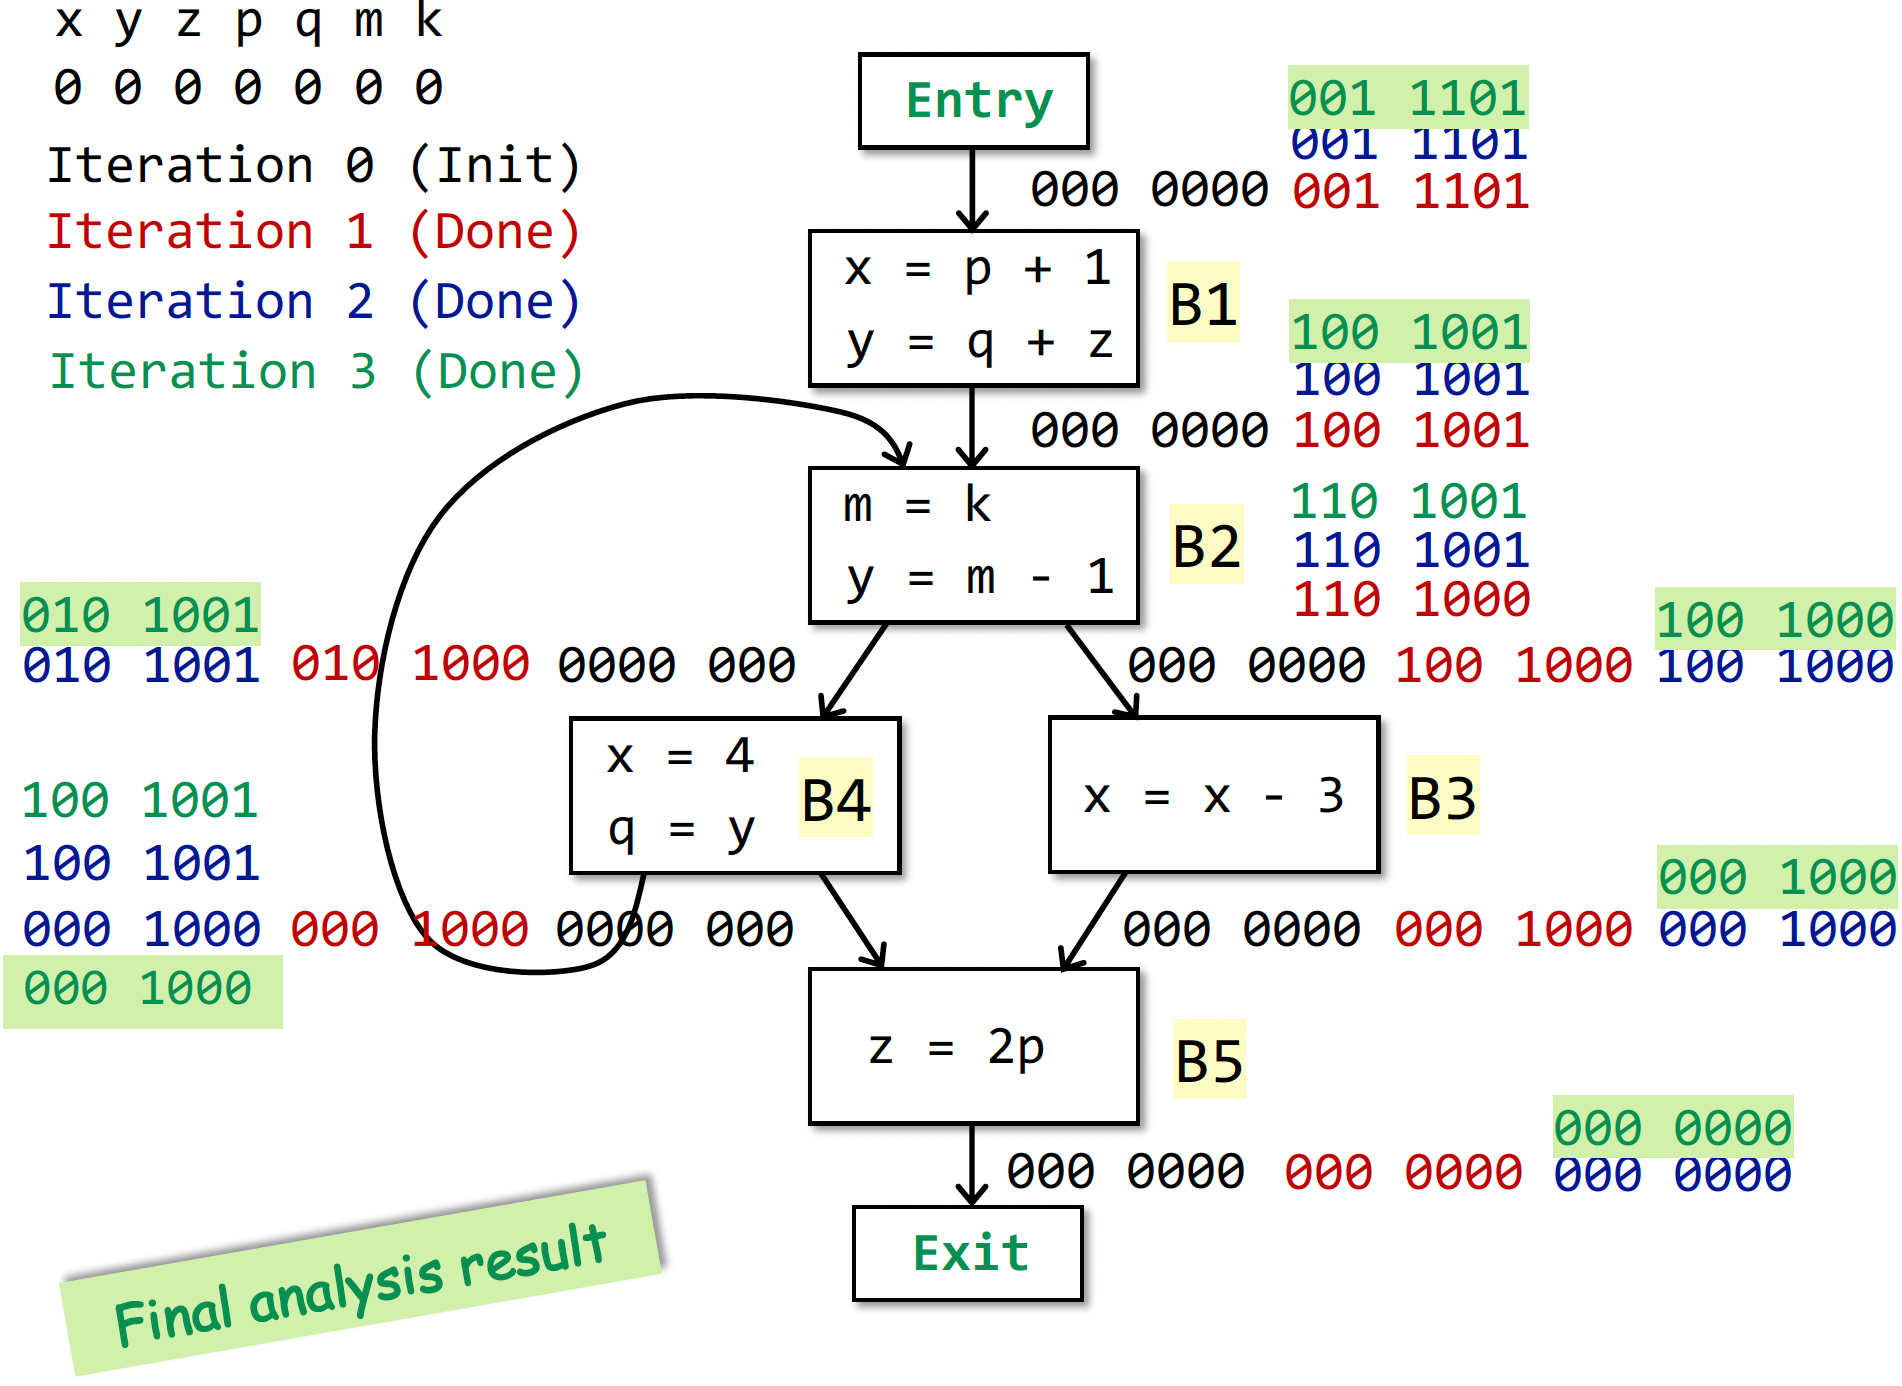 x y z p q m k
0 0 0 0 0 0 0
Iteration 0 (Init)
Iteration 1 (Done)
Iteration 2 (Done)
Iteration 3 (Done)
Entry
001 1101
001 1101
000 0000 001 1101
x = p + 1
y = q + z
B1
100 1001
100 1001
000 0000 100 1001
m = k
y = m - 1
B2
110 1001
110 1001
110 1000
010 1001
010 1001 010 1000 0000 000
100 1000
000 0000 100 1000 100 1000
x = 4
q = y
B4
x = x - 3
B3
100 1001
100 1001
000 1000 000 1000 0000 000
000 1000
000 1000
000 0000 000 1000 000 1000
z = 2p
B5
000 0000
000 0000 000 0000 000 0000
Exit
Final analysis result